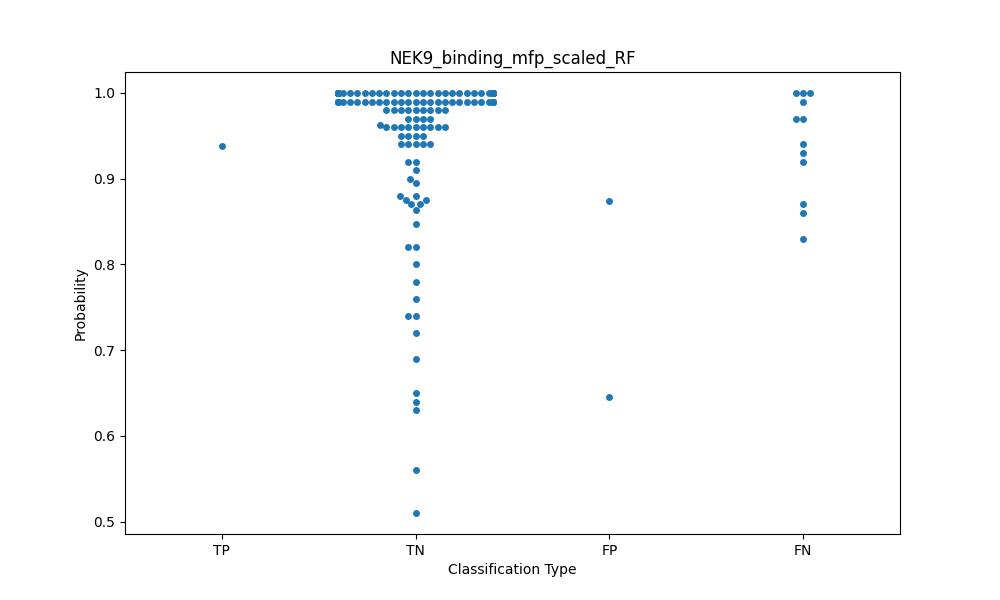 NEK9_binding_mfp_scaled_RF
Probability
1.0
0.9
0.8
0.7
0.6
0.5
TP TN FP FN
Classification Type